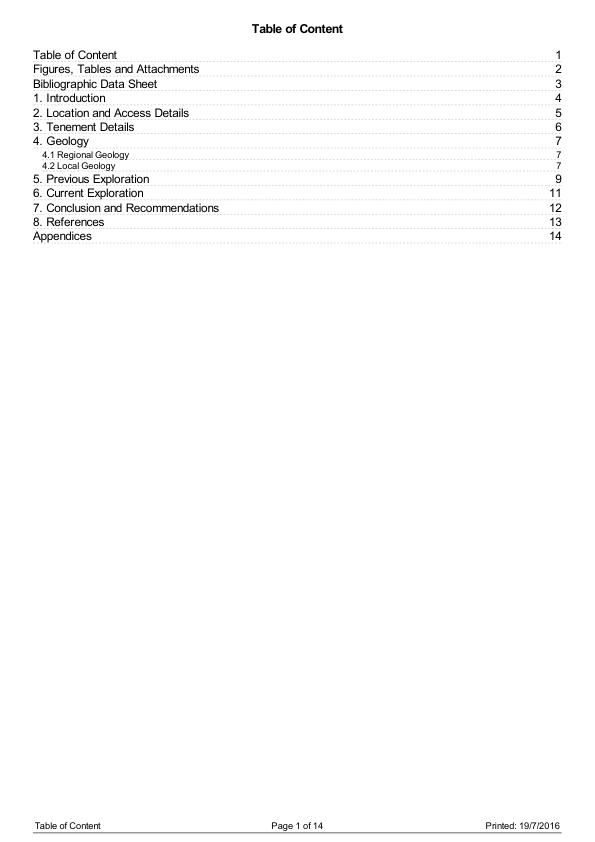 Table of Content
Table of Content 1
Figures, Tables and Attachments 2
Bibliographic Data Sheet 3
1. Introduction 4
2. Location and Access Details 5
3. Tenement Details 6
4. Geology 7
4.1 Regional Geology 7
4.2 Local Geology 7
5. Previous Exploration 9
6. Current Exploration 11
7. Conclusion and Recommendations 12
8. References 13
Appendices 14
Table of Content Page 1 of 14 Printed: 19/7/2016